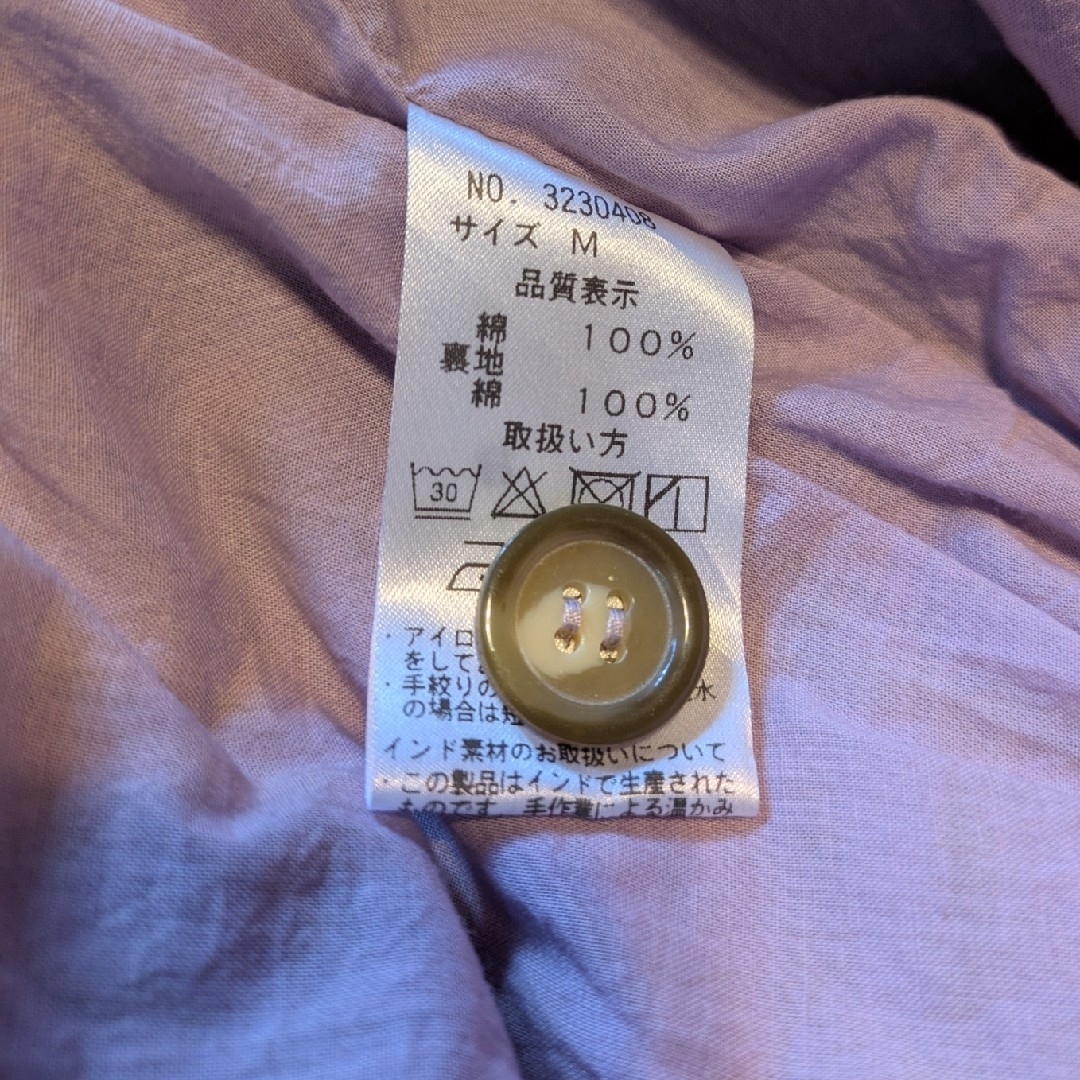 NO. 3230408
サイズ M
品質表示
綿 100%
裏地
綿 100%
取扱い方
30
・アイロ
をして
・手絞りの 水
の場合は短
インド素材のお取扱いについて
・この製品はインドで生産された
ものです。手作業による温かみ